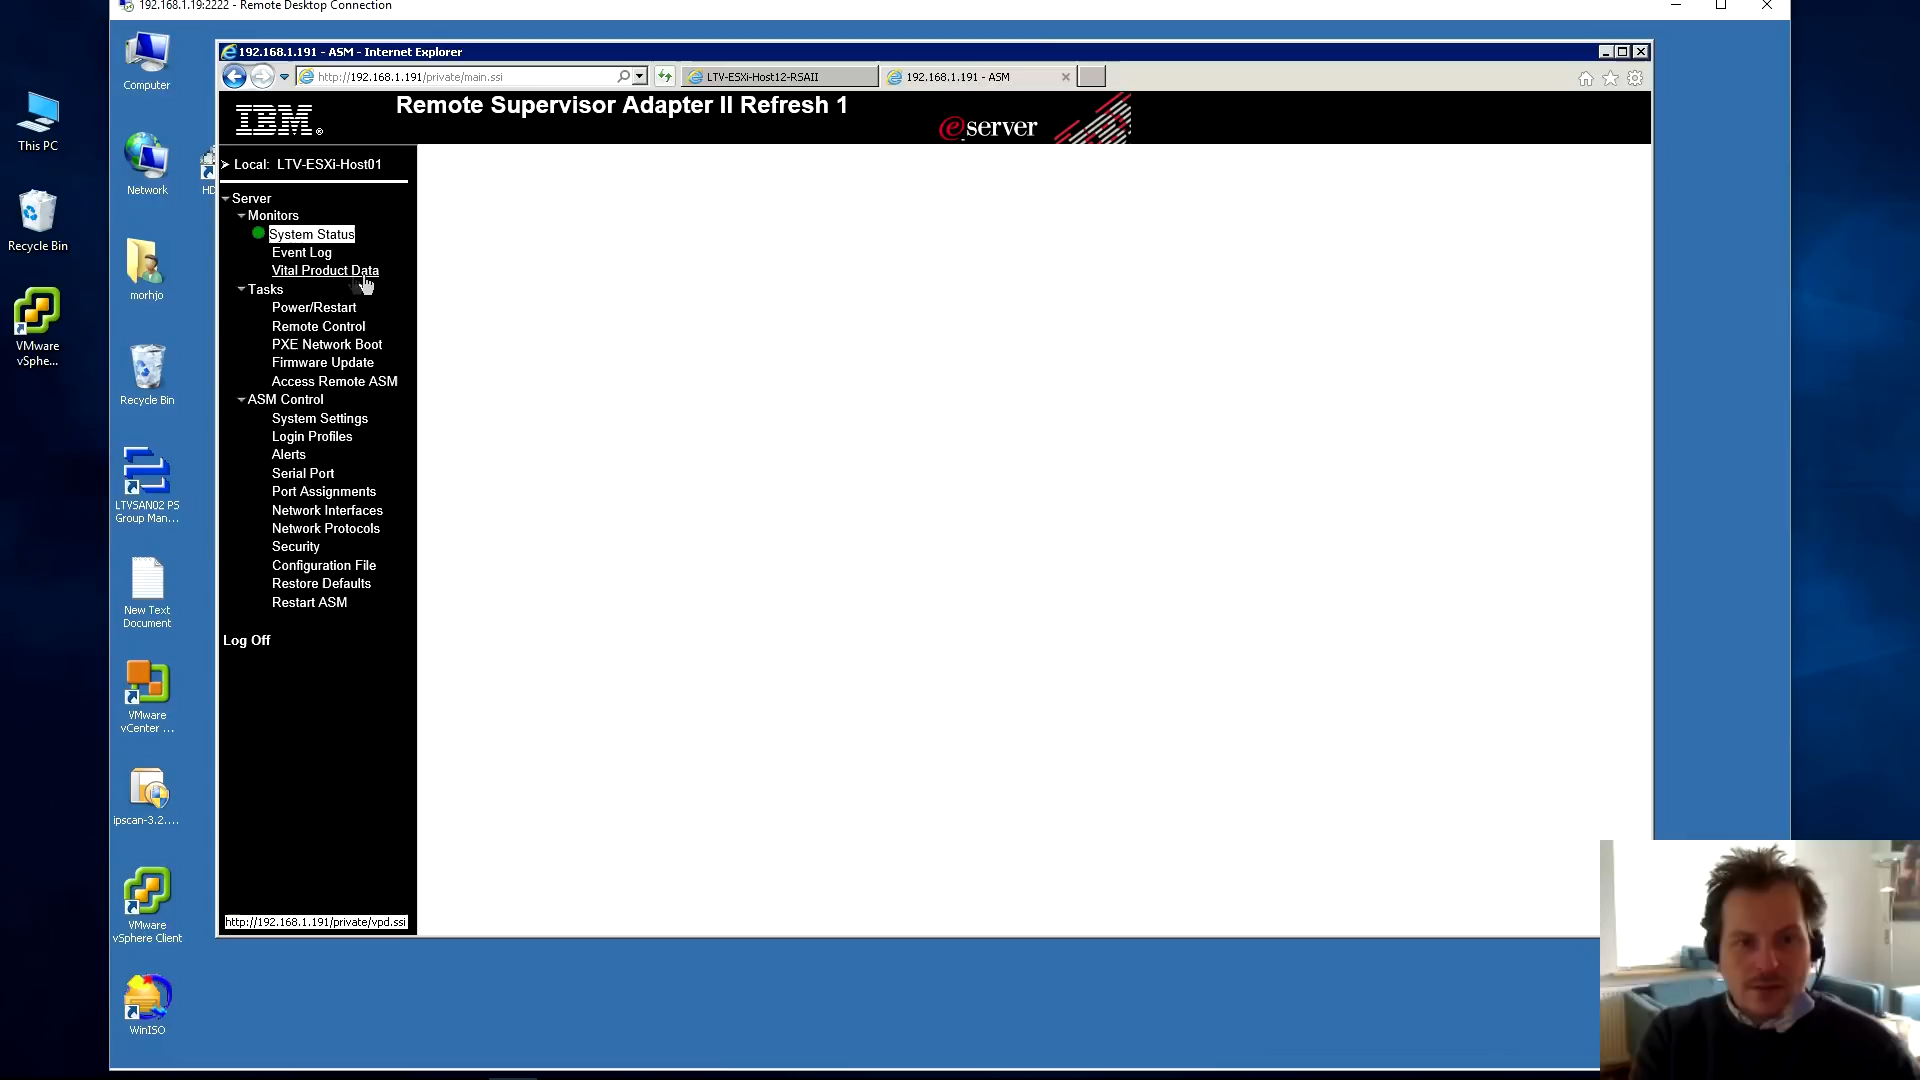 192.168.1.19:2222 - Remote Desktop Connection
This PC
Recycle Bin
VMware
vSphe...
Computer
Network
HD
morhjo
Recycle Bin
LTVSAN02 PS
Group Man...
New Text
Document
VMware
vCenter ...
ipscan-3.2....
VMware
vSphere Client
WinISO
192.168.1.191 - ASM - Internet Explorer
http://192.168.1.191/private/main.ssi
LTV-ESXi-Host12-RSAII
192.168.1.191 - ASM
IBM®
Remote Supervisor Adapter II Refresh 1
@server
Local: LTV-ESXi-Host01
Server
Monitors
System Status
Event Log
Vital Product Data
Tasks
Power/Restart
Remote Control
PXE Network Boot
Firmware Update
Access Remote ASM
ASM Control
System Settings
Login Profiles
Alerts
Serial Port
Port Assignments
Network Interfaces
Network Protocols
Security
Configuration File
Restore Defaults
Restart ASM
Log Off
http://192.168.1.191/private/vpd.ssi